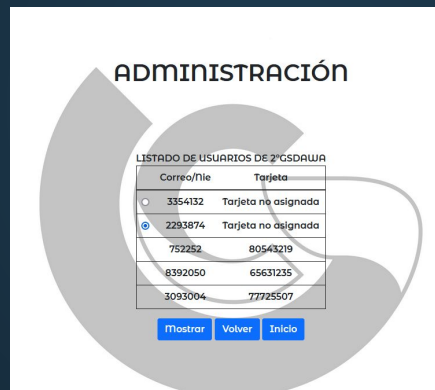 ADMINISTRACIÓN
LISTADO DE USUARIOS DE 2ºGSDAWA
Correo/Nie Tarjeta
3354132 Tarjeta no asignada
2293874 Tarjeta no asignada
752252 80543219
8392050 65631235
3093004 77725507
Mostrar Volver Inicio